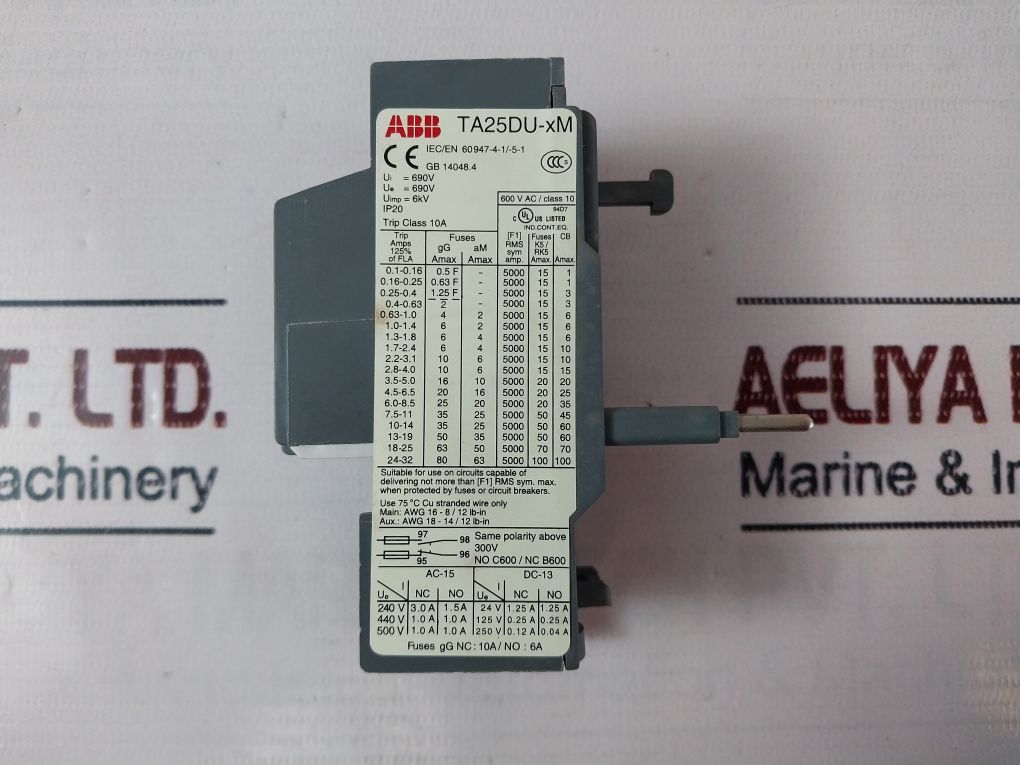 ABB TA25DU-xM
CE IEC/EN 60947-4-1/-5-1
GB 14048.4
CCC S
Ui = 690V
Ue = 690V
Uimp = 6kV
IP20
Trip Class 10A
600 V AC / class 10
94D7
C UL US LISTED
IND.CONT.EQ.
Trip Amps 125% of FLA | Fuses gG Amax | aM Amax | [F1] RMS sym amp. | Fuses K5 / RK5 Amax. | CB Amax.
0.1-0.16 0.5 F - 5000 15 1
0.16-0.25 0.63 F - 5000 15 1
0.25-0.4 1.25 F - 5000 15 3
0.4-0.63 2 - 5000 15 3
0.63-1.0 4 2 5000 15 6
1.0-1.4 6 2 5000 15 6
1.3-1.8 6 4 5000 15 6
1.7-2.4 6 4 5000 15 10
2.2-3.1 10 6 5000 15 10
2.8-4.0 10 6 5000 15 15
3.5-5.0 16 10 5000 20 20
4.5-6.5 20 16 5000 20 25
6.0-8.5 25 20 5000 20 35
7.5-11 35 25 5000 50 45
10-14 35 25 5000 50 60
13-19 50 35 5000 50 60
18-25 63 50 5000 70 70
24-32 80 63 5000 100 100
Suitable for use on circuits capable of
delivering not more than [F1] RMS sym. max.
when protected by fuses or circuit breakers.
Use 75 °C Cu stranded wire only
Main: AWG 16 - 8 / 12 lb-in
Aux.: AWG 18 - 14 / 12 lb-in
97 98 Same polarity above
300V
95 96 NO C600 / NC B600
AC-15 DC-13
Ue I NC NO Ue I NC NO
240 V 3.0 A 1.5 A 24 V 1.25 A 1.25 A
440 V 1.0 A 1.0 A 125 V 0.25 A 0.25 A
500 V 1.0 A 1.0 A 250 V 0.12 A 0.04 A
Fuses gG NC : 10A / NO : 6A
T. LTD.
achinery
AELIYA
Marine & In